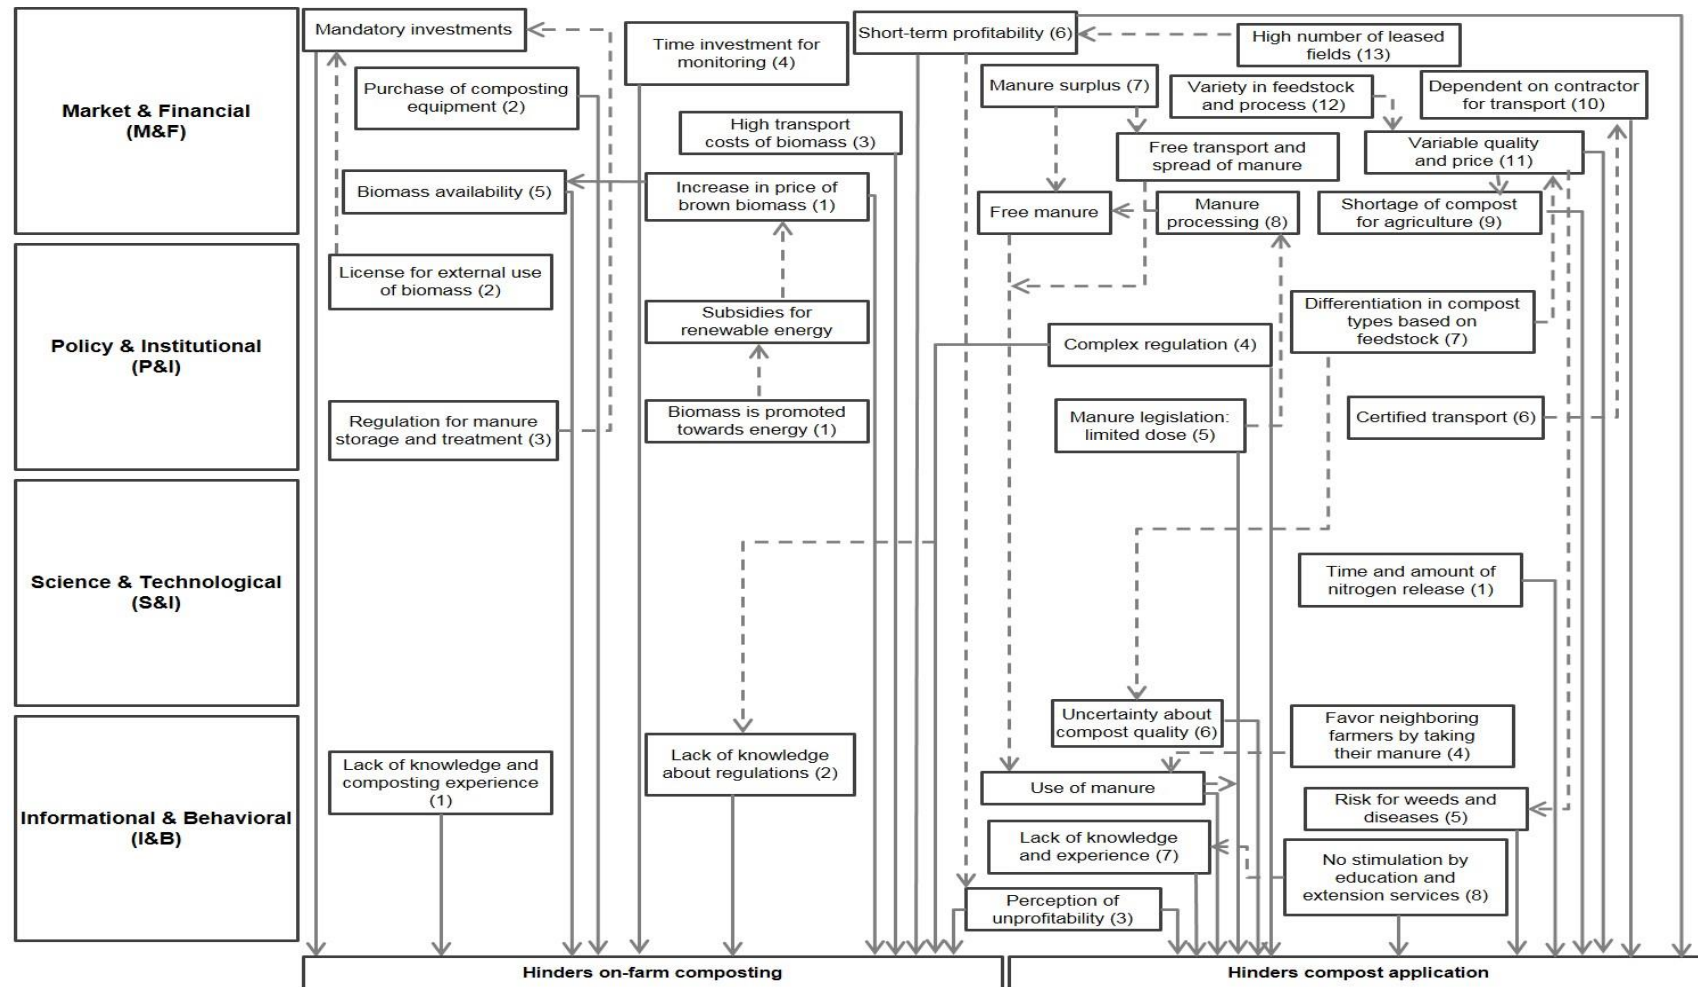 Market & Financial
(M&F)
Policy & Institutional
(P&I)
Science & Technological
(S&I)
Informational & Behavioral
(I&B)
Mandatory investments
Time investment for
monitoring (4)
Short-term profitability (6)
High number of leased
fields (13)
Purchase of composting
equipment (2)
Manure surplus (7)
Variety in feedstock
and process (12)
Dependent on contractor
for transport (10)
High transport
costs of biomass (3)
Free transport and
spread of manure
Variable quality
and price (11)
Biomass availability (5)
Increase in price of
brown biomass (1)
Free manure
Manure
processing (8)
Shortage of compost
for agriculture (9)
License for external use
of biomass (2)
Subsidies for
renewable energy
Complex regulation (4)
Differentiation in compost
types based on
feedstock (7)
Regulation for manure
storage and treatment (3)
Biomass is promoted
towards energy (1)
Manure legislation:
limited dose (5)
Certified transport (6)
Time and amount of
nitrogen release (1)
Uncertainty about
compost quality (6)
Favor neighboring
farmers by taking
their manure (4)
Lack of knowledge and
composting experience
(1)
Lack of knowledge
about regulations (2)
Use of manure
Risk for weeds and
diseases (5)
Lack of knowledge
and experience (7)
No stimulation by
education and
extension services (8)
Perception of
unprofitability (3)
Hinders on-farm composting
Hinders compost application